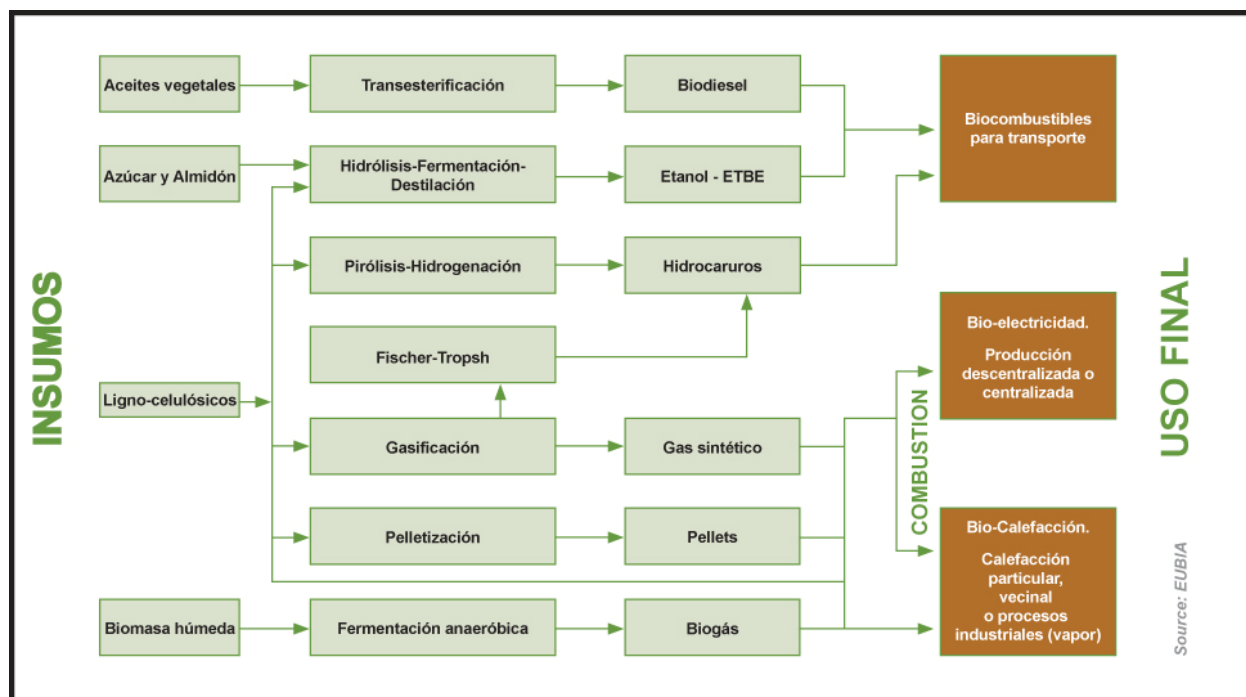 INSUMOS
Aceites vegetales
Transesterificación
Biodiesel
Biocombustibles
para transporte
Azúcar y Almidón
Hidrólisis-Fermentación-
Destilación
Etanol - ETBE
Pirólisis-Hidrogenación
Hidrocaruros
Fischer-Tropsh
Ligno-celulósicos
Gasificación
Gas sintético
Pelletización
Pellets
Biomasa húmeda
Fermentación anaeróbica
Biogás
COMBUSTION
Bio-electricidad.
Producción
descentralizada o
centralizada
Bio-Calefacción.
Calefacción
particular,
vecinal
o procesos
industriales (vapor)
USO FINAL
Source: EUBIA